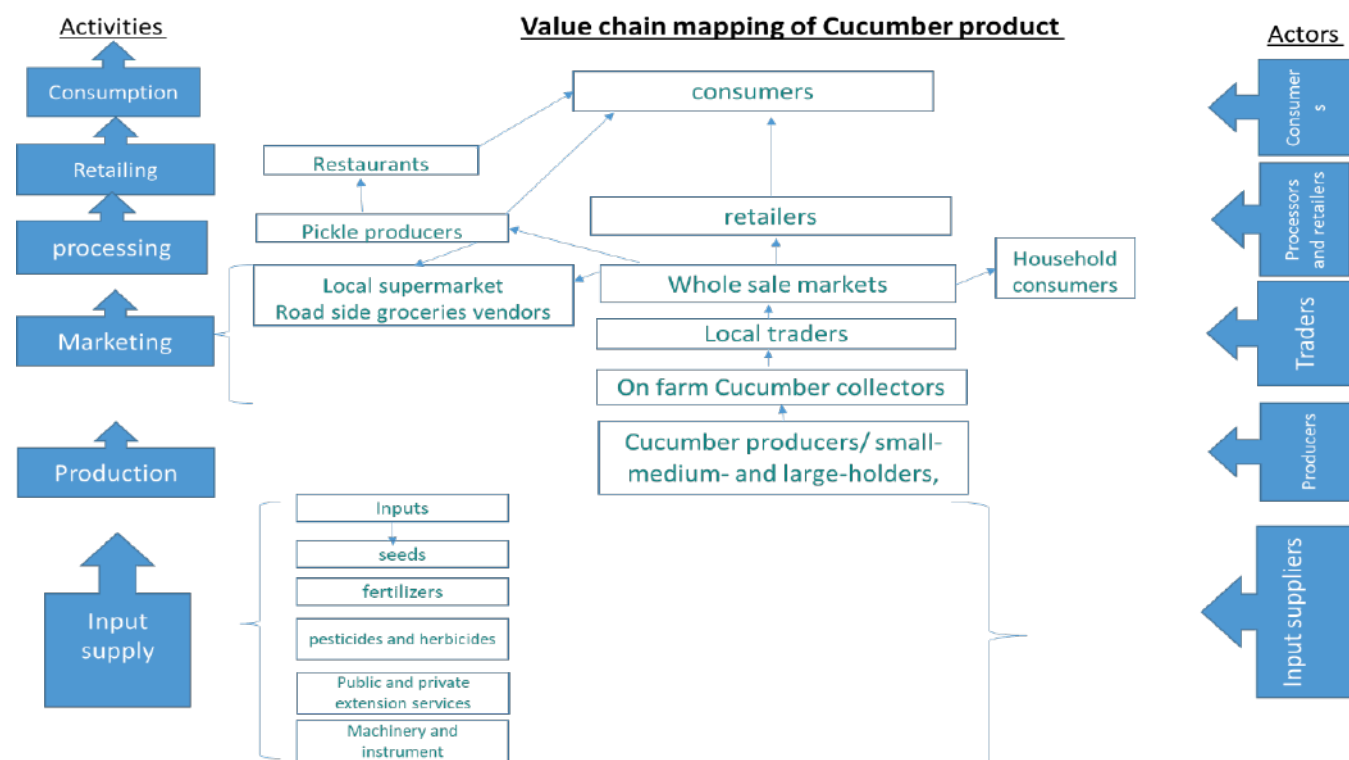 Activities
Value chain mapping of Cucumber product
Actors
Consumption
consumers
Consumer
s
Retailing
Restaurants
Processors
and retailers
processing
Pickle producers
retailers
Household
consumers
Local supermarket
Road side groceries vendors
Whole sale markets
Marketing
Local traders
Traders
On farm Cucumber collectors
Production
Cucumber producers/ small-
medium- and large-holders,
Producers
Input
supply
Inputs
seeds
fertilizers
pesticides and herbicides
Public and private
extension services
Machinery and
instrument
Input suppliers